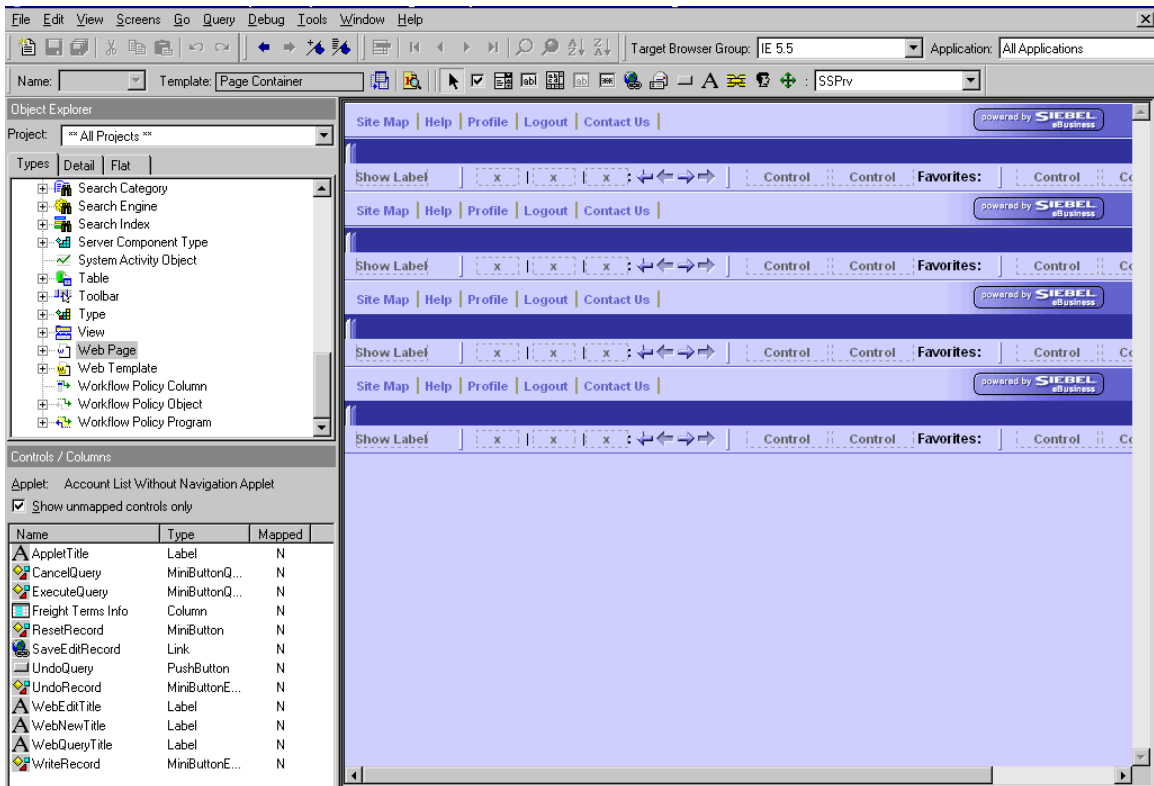 File Edit View Screens Go Query Debug Tools Window Help
Target Browser Group: IE 5.5 Application: All Applications
Name: Template: Page Container : SSPrv
Object Explorer
Project: ** All Projects **
Types Detail Flat
Search Category
Search Engine
Search Index
Server Component Type
System Activity Object
Table
Toolbar
Type
View
Web Page
Web Template
Workflow Policy Column
Workflow Policy Object
Workflow Policy Program
Controls / Columns
Applet: Account List Without Navigation Applet
Show unmapped controls only
Name Type Mapped
AppletTitle Label N
CancelQuery MiniButtonQ... N
ExecuteQuery MiniButtonQ... N
Freight Terms Info Column N
ResetRecord MiniButton N
SaveEditRecord Link N
UndoQuery PushButton N
UndoRecord MiniButtonE... N
WebEditTitle Label N
WebNewTitle Label N
WebQueryTitle Label N
WriteRecord MiniButtonE... N
Site Map | Help | Profile | Logout | Contact Us | powered by SIEBEL eBusiness
Show Label x | x | x : Control Control Favorites: Control Co
Site Map | Help | Profile | Logout | Contact Us | powered by SIEBEL eBusiness
Show Label x | x | x : Control Control Favorites: Control Co
Site Map | Help | Profile | Logout | Contact Us | powered by SIEBEL eBusiness
Show Label x | x | x : Control Control Favorites: Control Co
Site Map | Help | Profile | Logout | Contact Us | powered by SIEBEL eBusiness
Show Label x | x | x : Control Control Favorites: Control Co